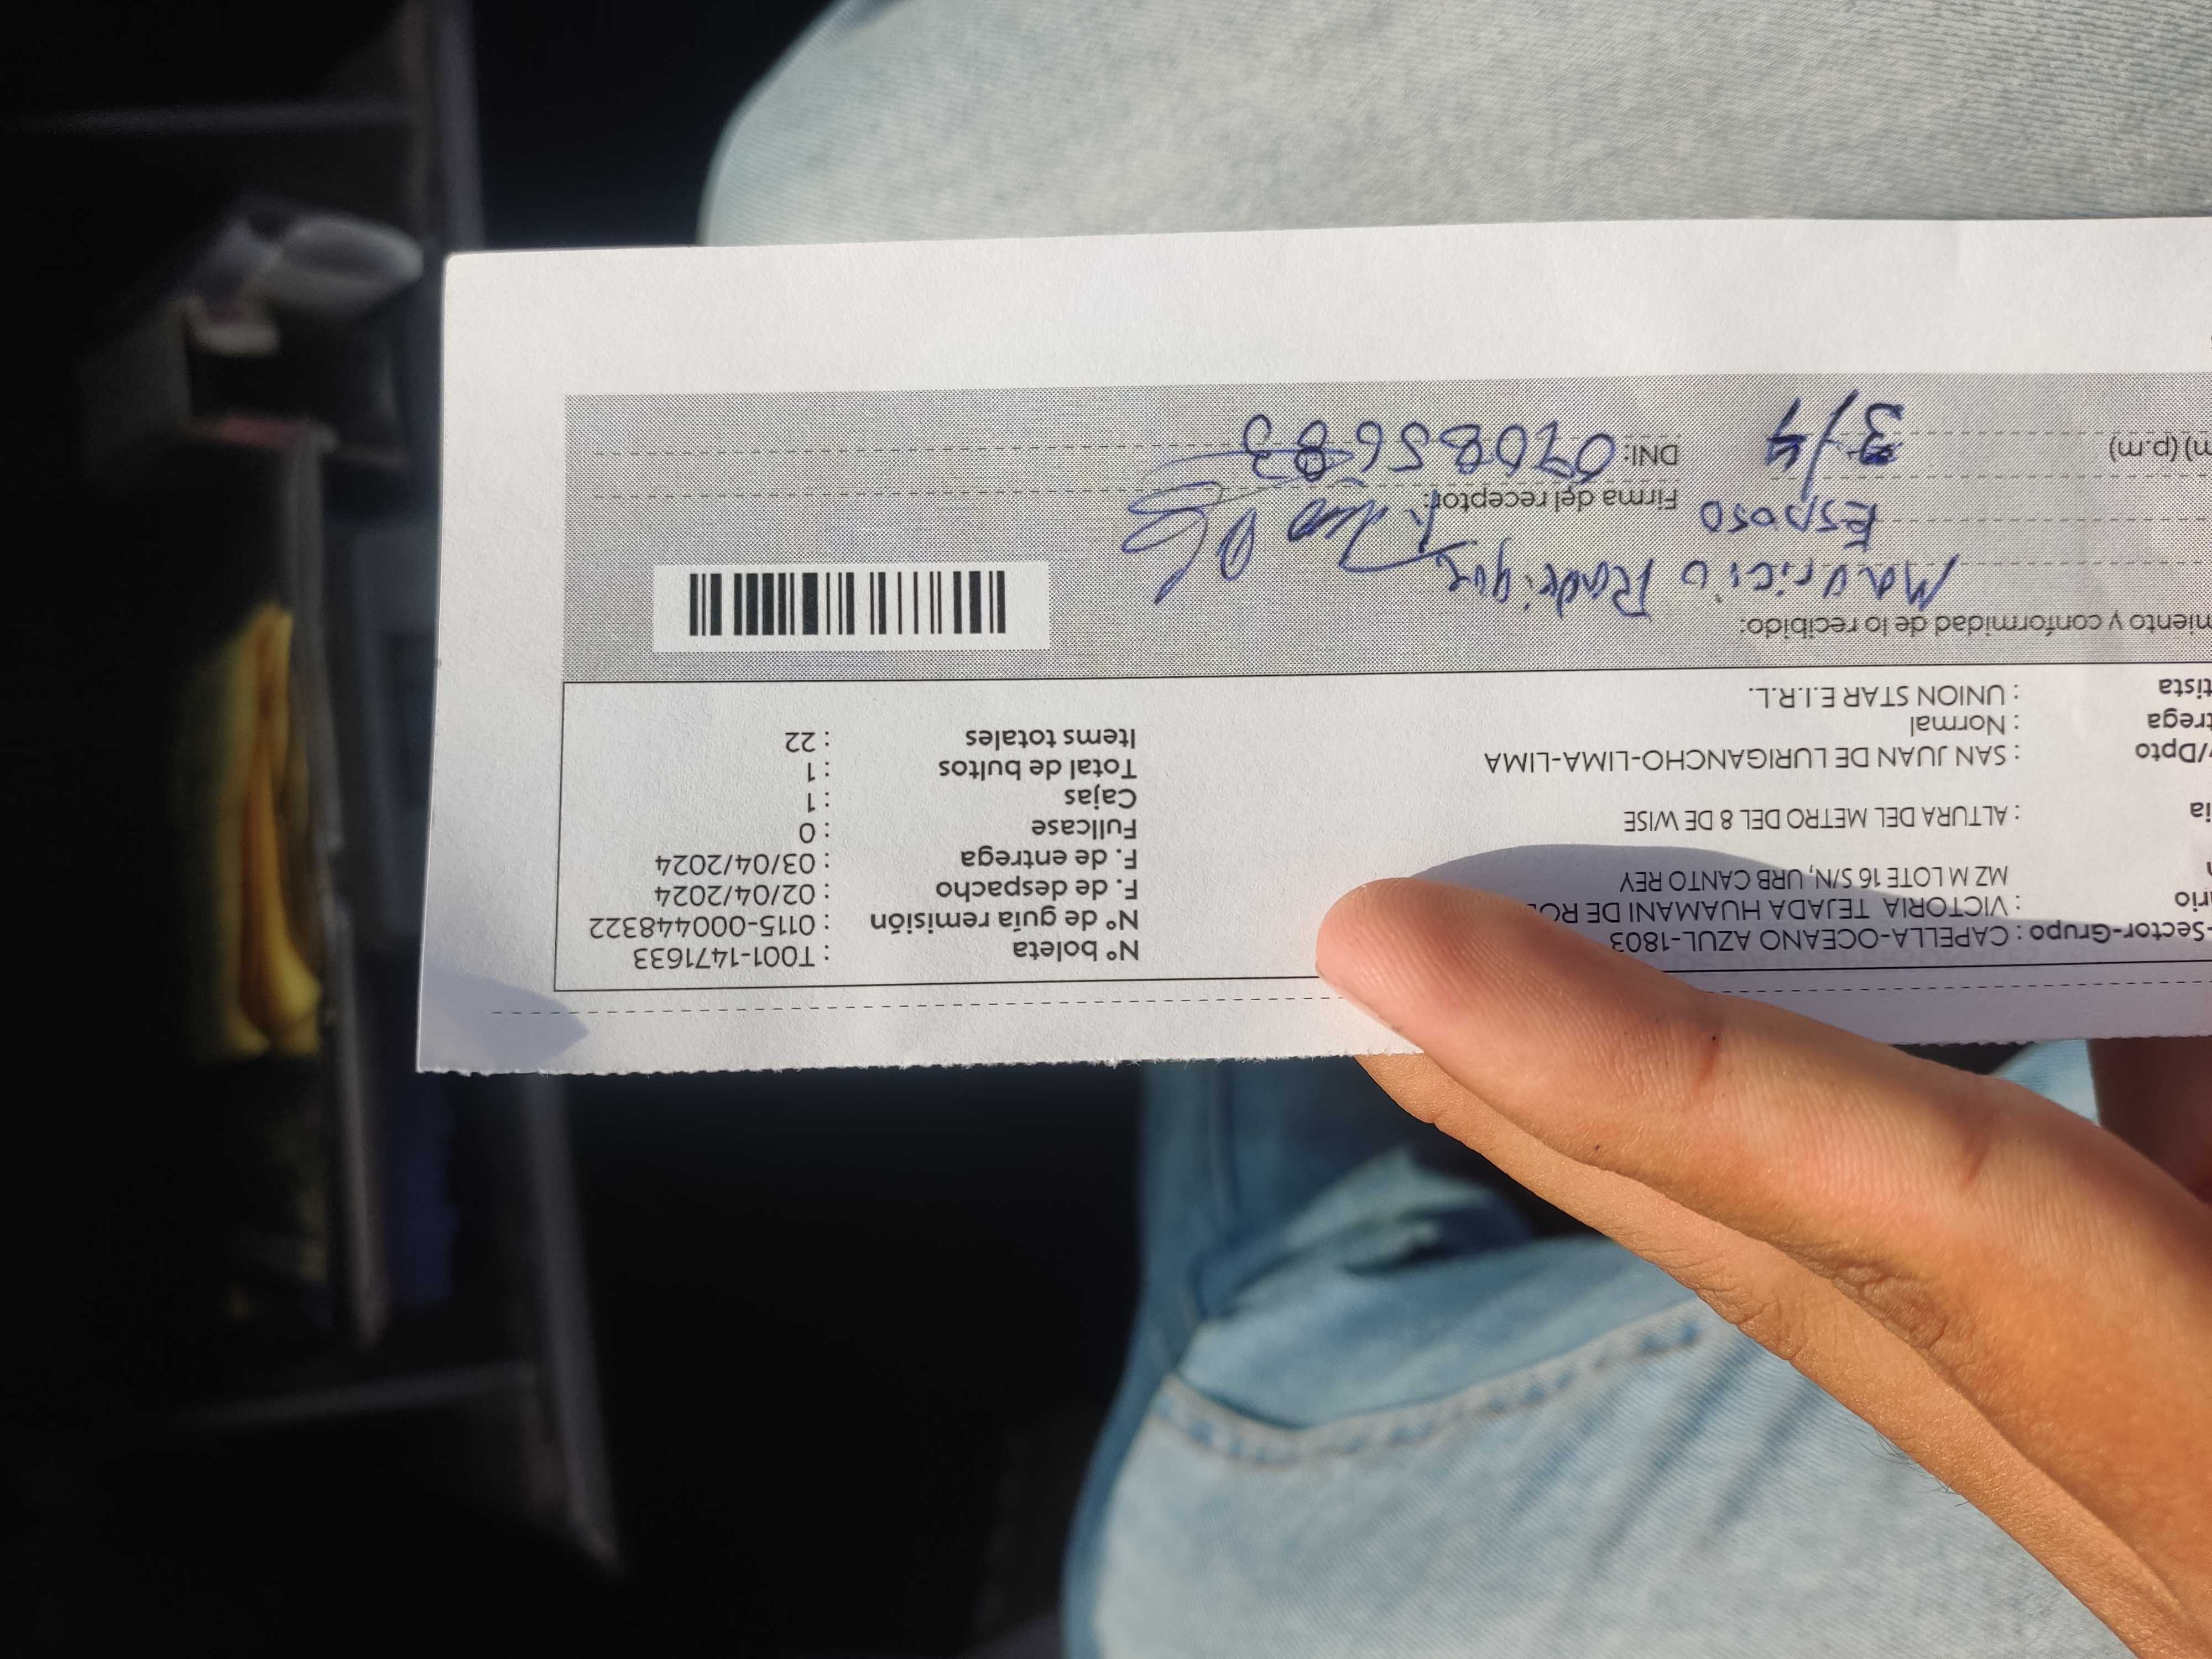 -Sector-Grupo : CAPELLA-OCEANO AZUL-1803
rio : VICTORIA TEJADA HUAMANI DE
MZ M LOTE 16 S/N, URB CANTO REY
ia : ALTURA DEL METRO DEL 8 DE WISE
/Dpto : SAN JUAN DE LURIGANCHO-LIMA-LIMA
trega : Normal
tista : UNION STAR E.I.R.L.
Nº boleta : T001-1471633
Nº de guía remisión : 0115-000448322
F. de despacho : 02/04/2024
F. de entrega : 03/04/2024
Fullcase : 0
Cajas : 1
Total de bultos : 1
Items totales : 22
miento y conformidad de lo recibido:
Mauricio Rodrigue
Esposo
Firma del receptor:
m) (p.m) 3/4
DNI: 07085683